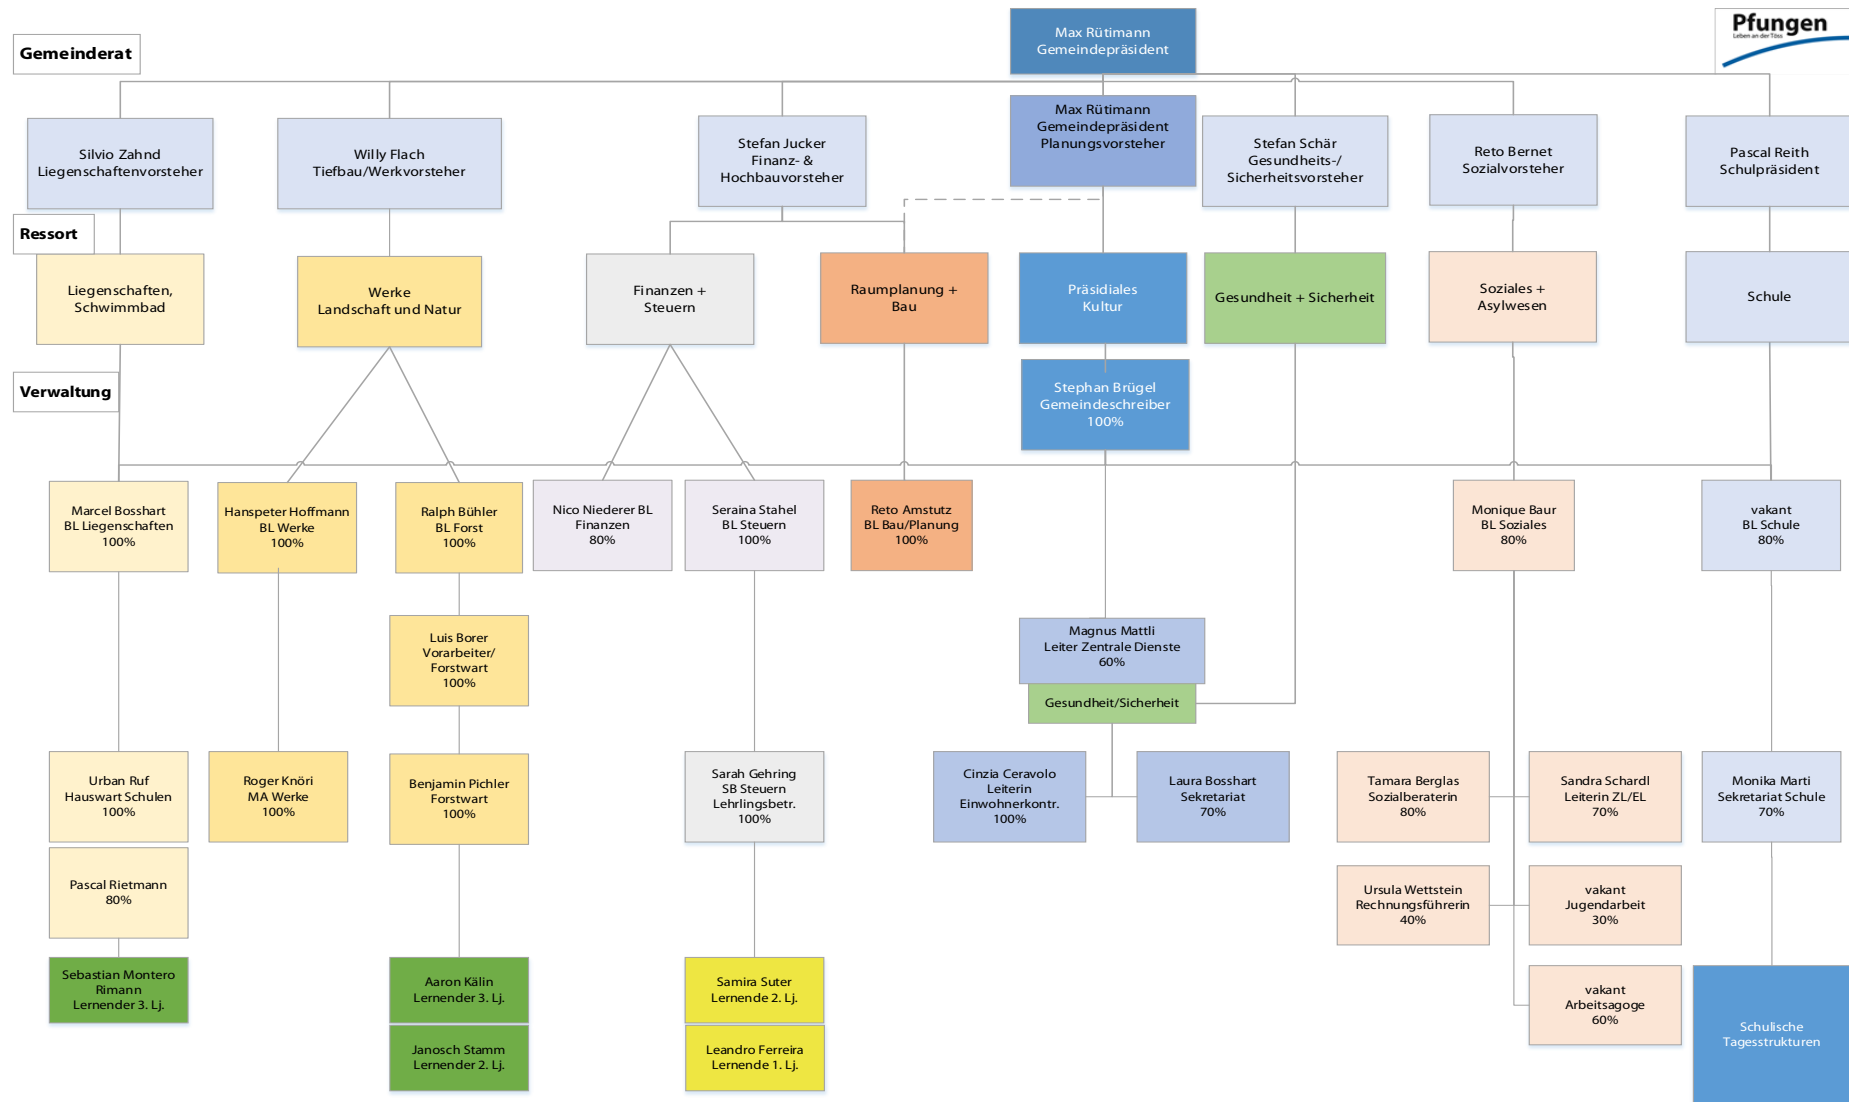 Max Rütimann
Gemeindepräsident
Pfungen
Leben an der Töss
Gemeinderat
Silvio Zahnd
Liegenschaftenvorsteher
Willy Flach
Tiefbau/Werkvorsteher
Stefan Jucker
Finanz- &
Hochbauvorsteher
Max Rütimann
Gemeindepräsident
Planungsvorsteher
Stefan Schär
Gesundheits-/
Sicherheitsvorsteher
Reto Bernet
Sozialvorsteher
Pascal Reith
Schulpräsident
Ressort
Liegenschaften,
Schwimmbad
Werke
Landschaft und Natur
Finanzen +
Steuern
Raumplanung +
Bau
Präsidiales
Kultur
Gesundheit + Sicherheit
Soziales +
Asylwesen
Schule
Verwaltung
Stephan Brügel
Gemeindeschreiber
100%
Marcel Bosshart
BL Liegenschaften
100%
Hanspeter Hoffmann
BL Werke
100%
Ralph Bühler
BL Forst
100%
Nico Niederer BL
Finanzen
80%
Seraina Stahel
BL Steuern
100%
Reto Amstutz
BL Bau/Planung
100%
Monique Baur
BL Soziales
80%
vakant
BL Schule
80%
Luis Borer
Vorarbeiter/
Forstwart
100%
Magnus Mattli
Leiter Zentrale Dienste
60%
Gesundheit/Sicherheit
Urban Ruf
Hauswart Schulen
100%
Roger Knöri
MA Werke
100%
Benjamin Pichler
Forstwart
100%
Sarah Gehring
SB Steuern
Lehrlingsbetr.
100%
Cinzia Ceravolo
Leiterin
Einwohnerkontr.
100%
Laura Bosshart
Sekretariat
70%
Tamara Berglas
Sozialberaterin
80%
Sandra Schardl
Leiterin ZL/EL
70%
Monika Marti
Sekretariat Schule
70%
Pascal Rietmann
80%
Ursula Wettstein
Rechnungsführerin
40%
vakant
Jugendarbeit
30%
Sebastian Montero
Rimann
Lernender 3. Lj.
Aaron Kälin
Lernender 3. Lj.
Samira Suter
Lernende 2. Lj.
vakant
Arbeitsagoge
60%
Schulische
Tagesstrukturen
Janosch Stamm
Lernender 2. Lj.
Leandro Ferreira
Lernende 1. Lj.